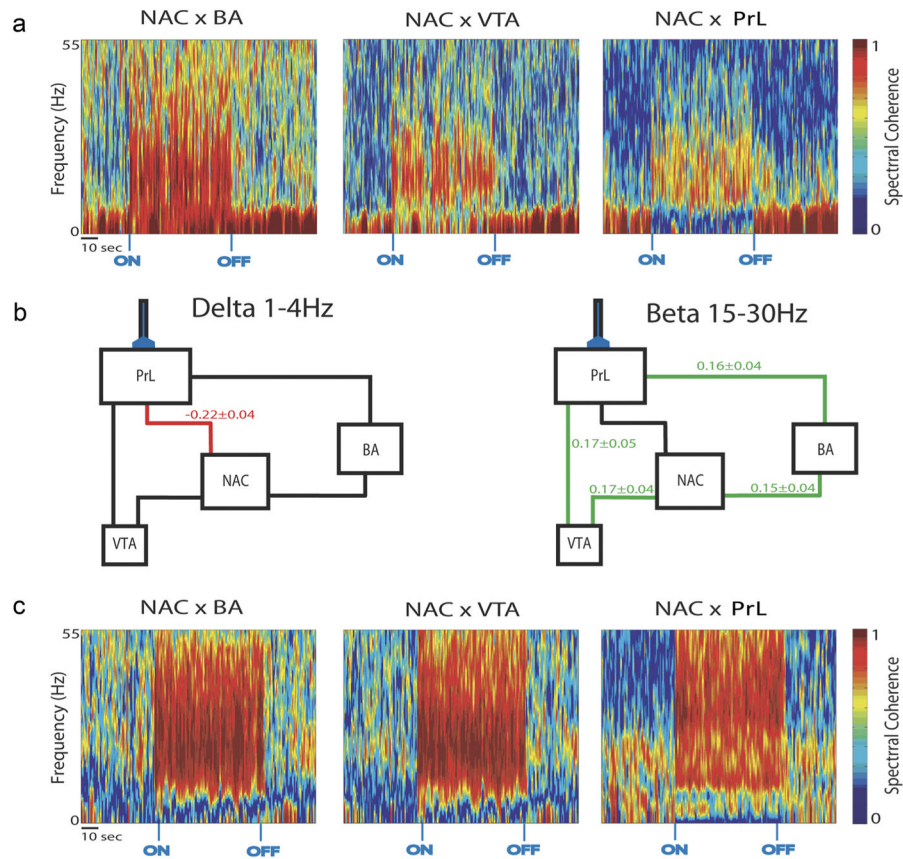 a
NAC x BA
NAC x VTA
NAC x PrL
55
Frequency (Hz)
0
10 sec
ON
OFF
ON
OFF
ON
OFF
1
Spectrral Coherence
0
b
Delta 1-4Hz
PrL
-0.22±0.04
NAC
BA
VTA
Beta 15-30Hz
PrL
0.16±0.04
0.17±0.05
BA
NAC
0.17±0.04
0.15±0.04
VTA
c
NAC x BA
NAC x VTA
NAC x PrL
55
Frequency (Hz)
0
10 sec
ON
OFF
ON
OFF
ON
OFF
1
Specttral Coherence
0